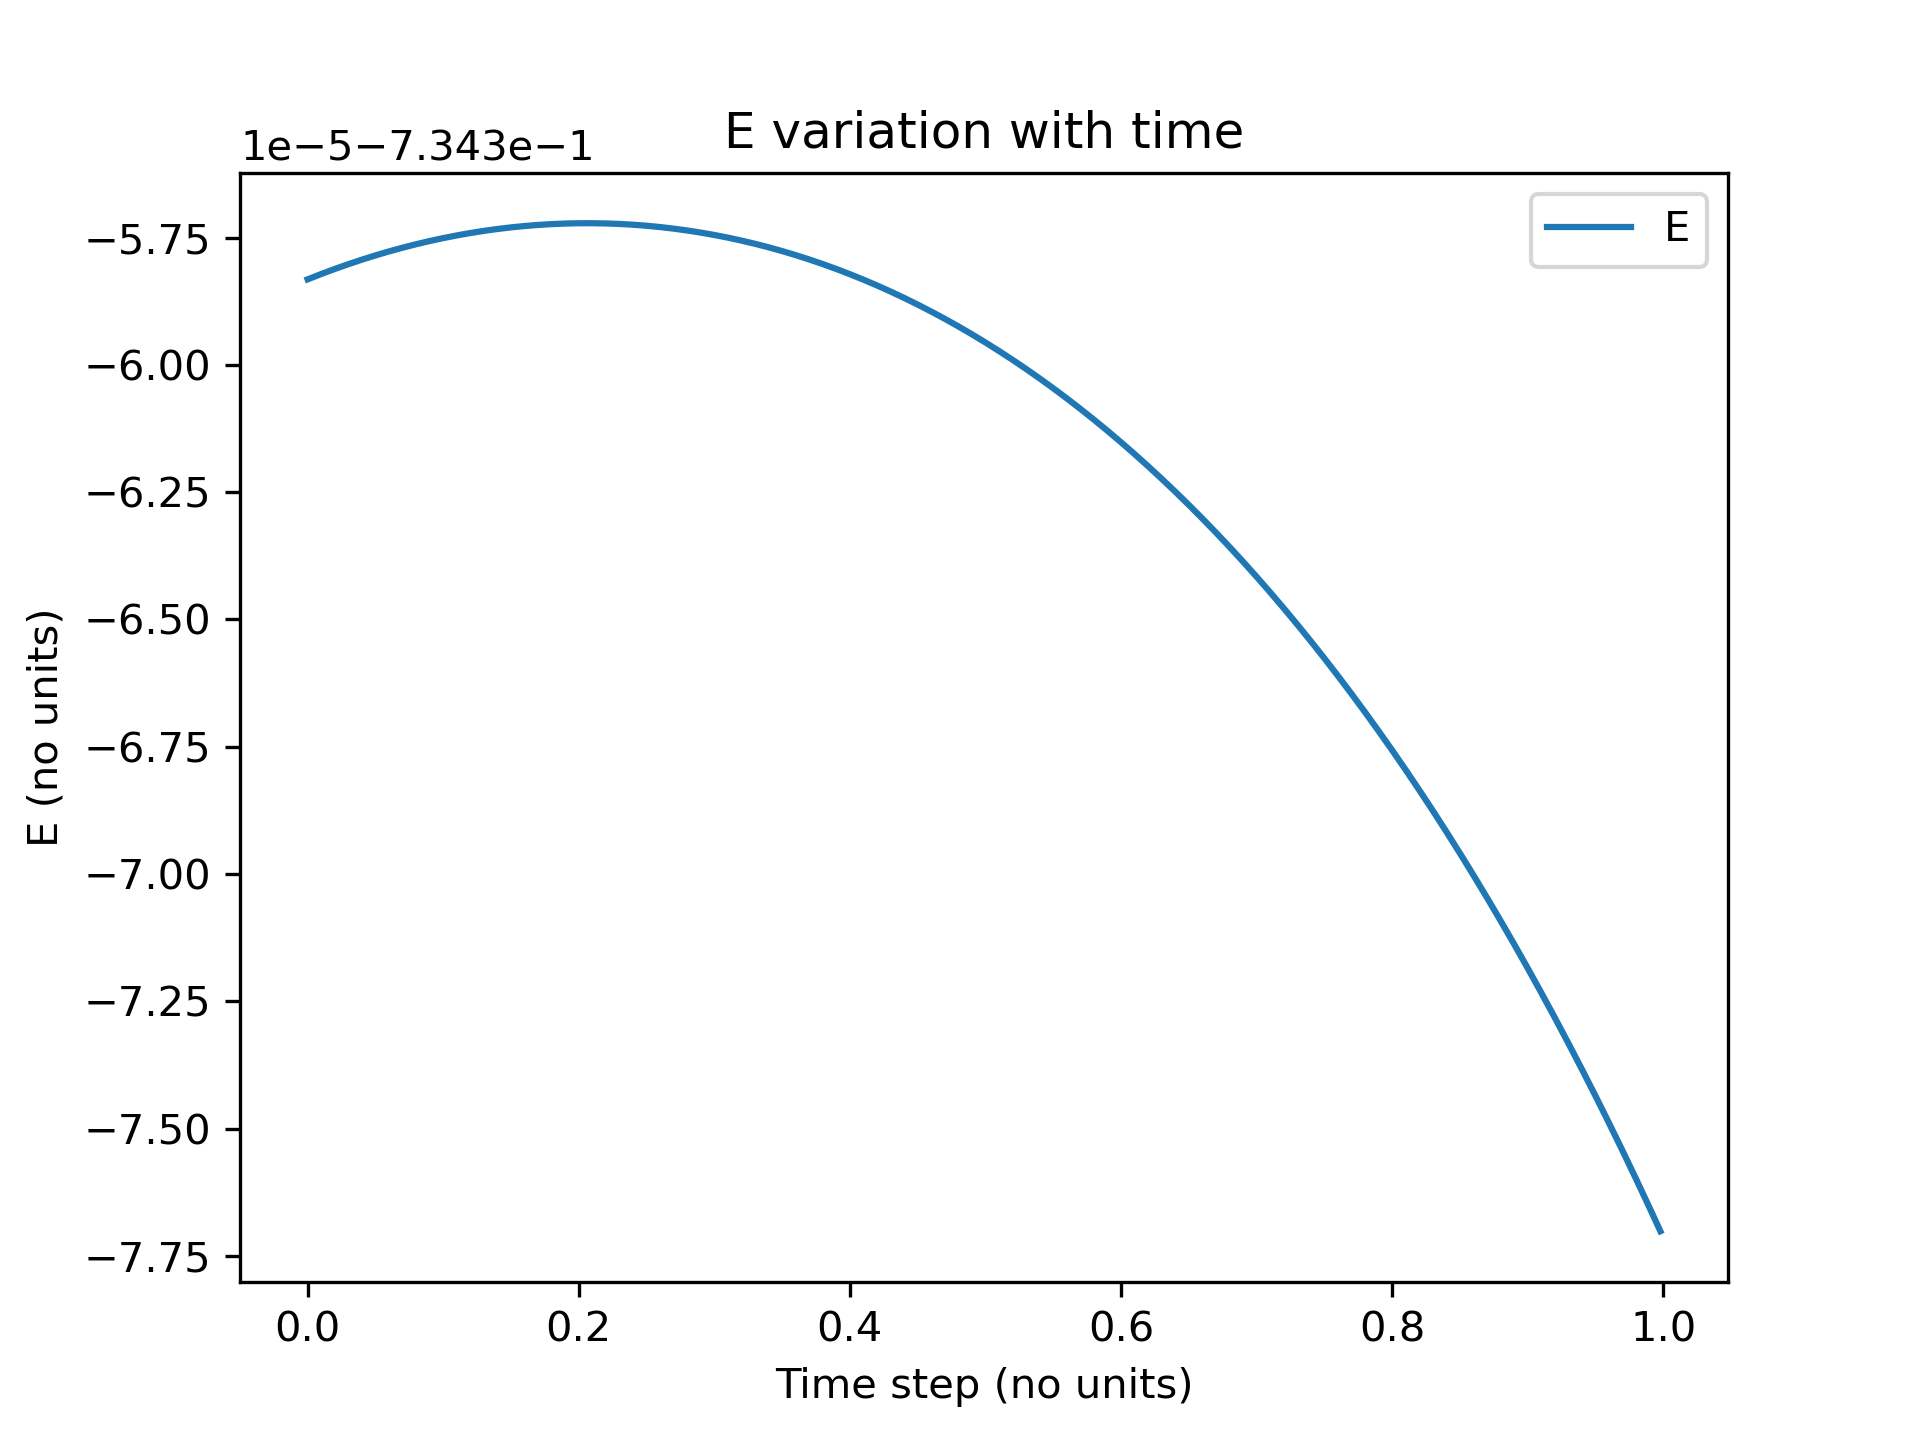 E variation with time
1e−5−7.343e−1
E
−5.75
−6.00
−6.25
−6.50
−6.75
−7.00
−7.25
−7.50
−7.75
E (no units)
0.0 0.2 0.4 0.6 0.8 1.0
Time step (no units)